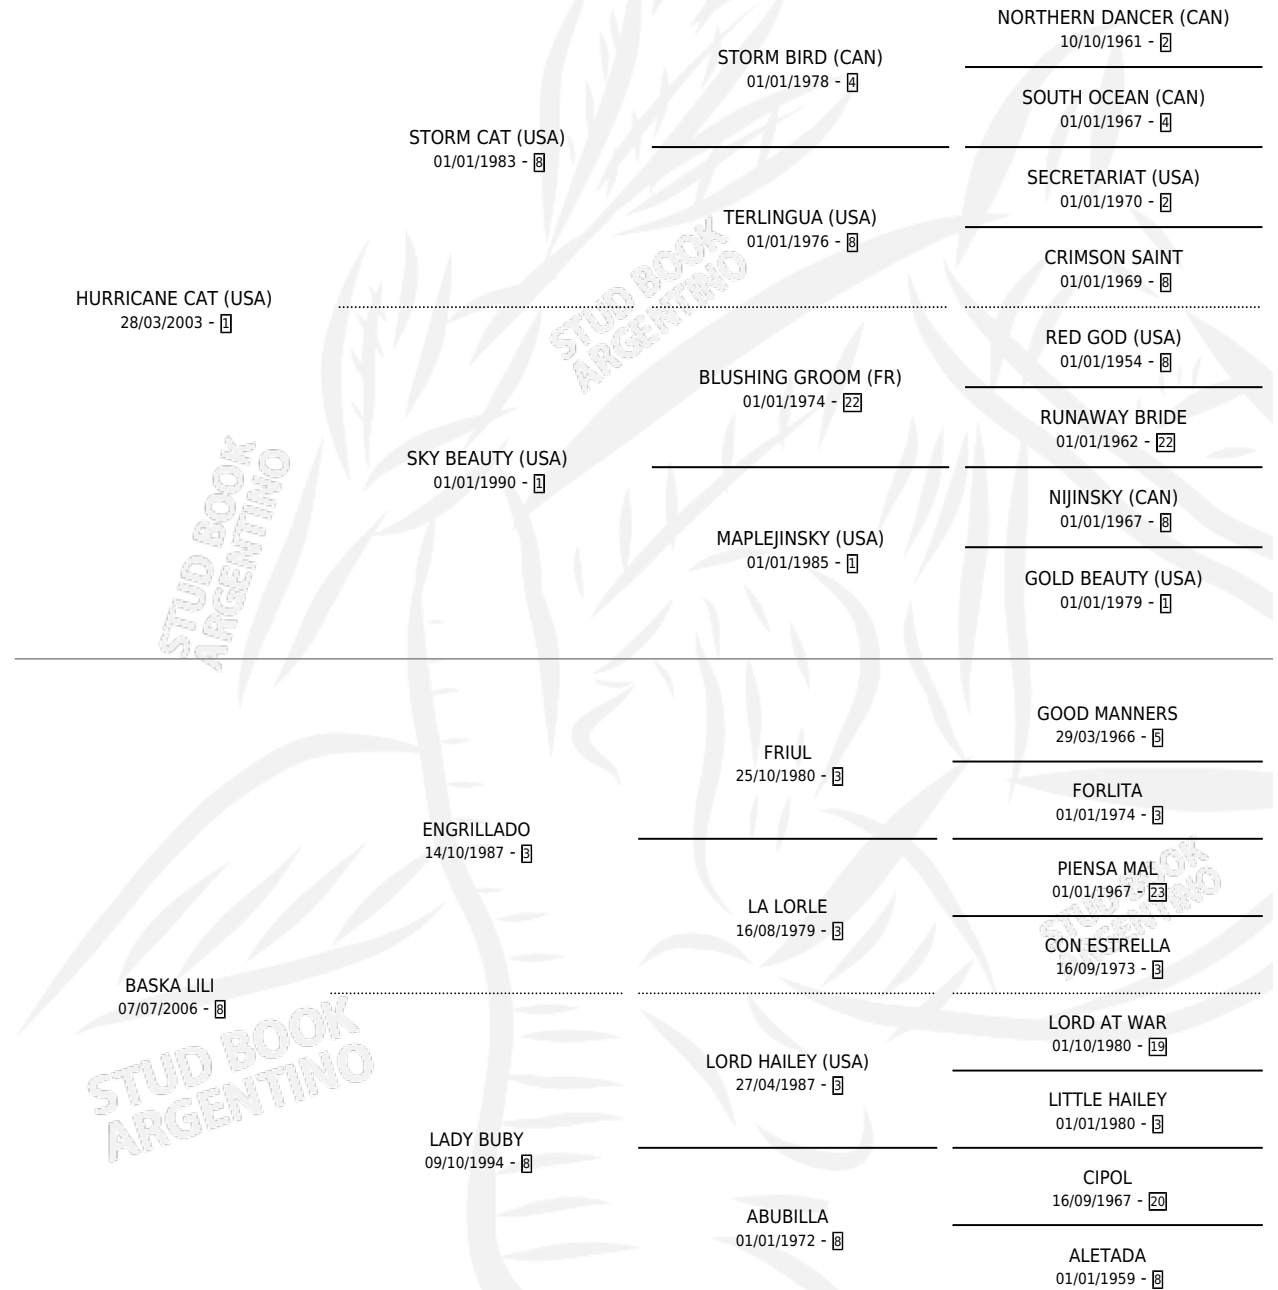 NORTHERN DANCER (CAN)
10/10/1961 - 2
STORM BIRD (CAN)
01/01/1978 - 4
SOUTH OCEAN (CAN)
01/01/1967 - 4
STORM CAT (USA)
01/01/1983 - 8
SECRETARIAT (USA)
01/01/1970 - 2
TERLINGUA (USA)
01/01/1976 - 8
CRIMSON SAINT
01/01/1969 - 8
HURRICANE CAT (USA)
28/03/2003 - 1
RED GOD (USA)
01/01/1954 - 8
BLUSHING GROOM (FR)
01/01/1974 - 22
RUNAWAY BRIDE
01/01/1962 - 22
SKY BEAUTY (USA)
01/01/1990 - 1
NIJINSKY (CAN)
01/01/1967 - 8
MAPLEJINSKY (USA)
01/01/1985 - 1
GOLD BEAUTY (USA)
01/01/1979 - 1
GOOD MANNERS
29/03/1966 - 5
FRIUL
25/10/1980 - 3
FORLITA
01/01/1974 - 3
ENGRILLADO
14/10/1987 - 3
PIENSA MAL
01/01/1967 - 23
LA LORLE
16/08/1979 - 3
CON ESTRELLA
16/09/1973 - 3
BASKA LILI
07/07/2006 - 8
LORD AT WAR
01/10/1980 - 19
LORD HAILEY (USA)
27/04/1987 - 3
LITTLE HAILEY
01/01/1980 - 3
LADY BUBY
09/10/1994 - 8
CIPOL
16/09/1967 - 20
ABUBILLA
01/01/1972 - 8
ALETADA
01/01/1959 - 8
STUD BOOK
ARGENTINO
STUD BOOK
ARGENTINO
STUD BOOK
ARGENTINO
STUD BOOK
ARGENTINO